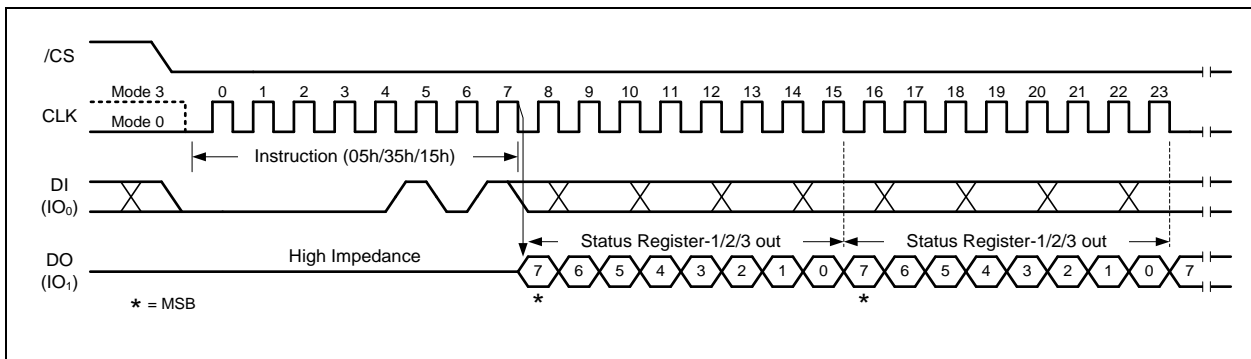 /CS
Mode 3
0 1 2 3 4 5 6 7 8 9 10 11 12 13 14 15 16 17 18 19 20 21 22 23
CLK
Mode 0
Instruction (05h/35h/15h)
DI
(IO₀)
Status Register-1/2/3 out Status Register-1/2/3 out
High Impedance
DO
(IO₁)
7 6 5 4 3 2 1 0 7 6 5 4 3 2 1 0 7
* *
* = MSB